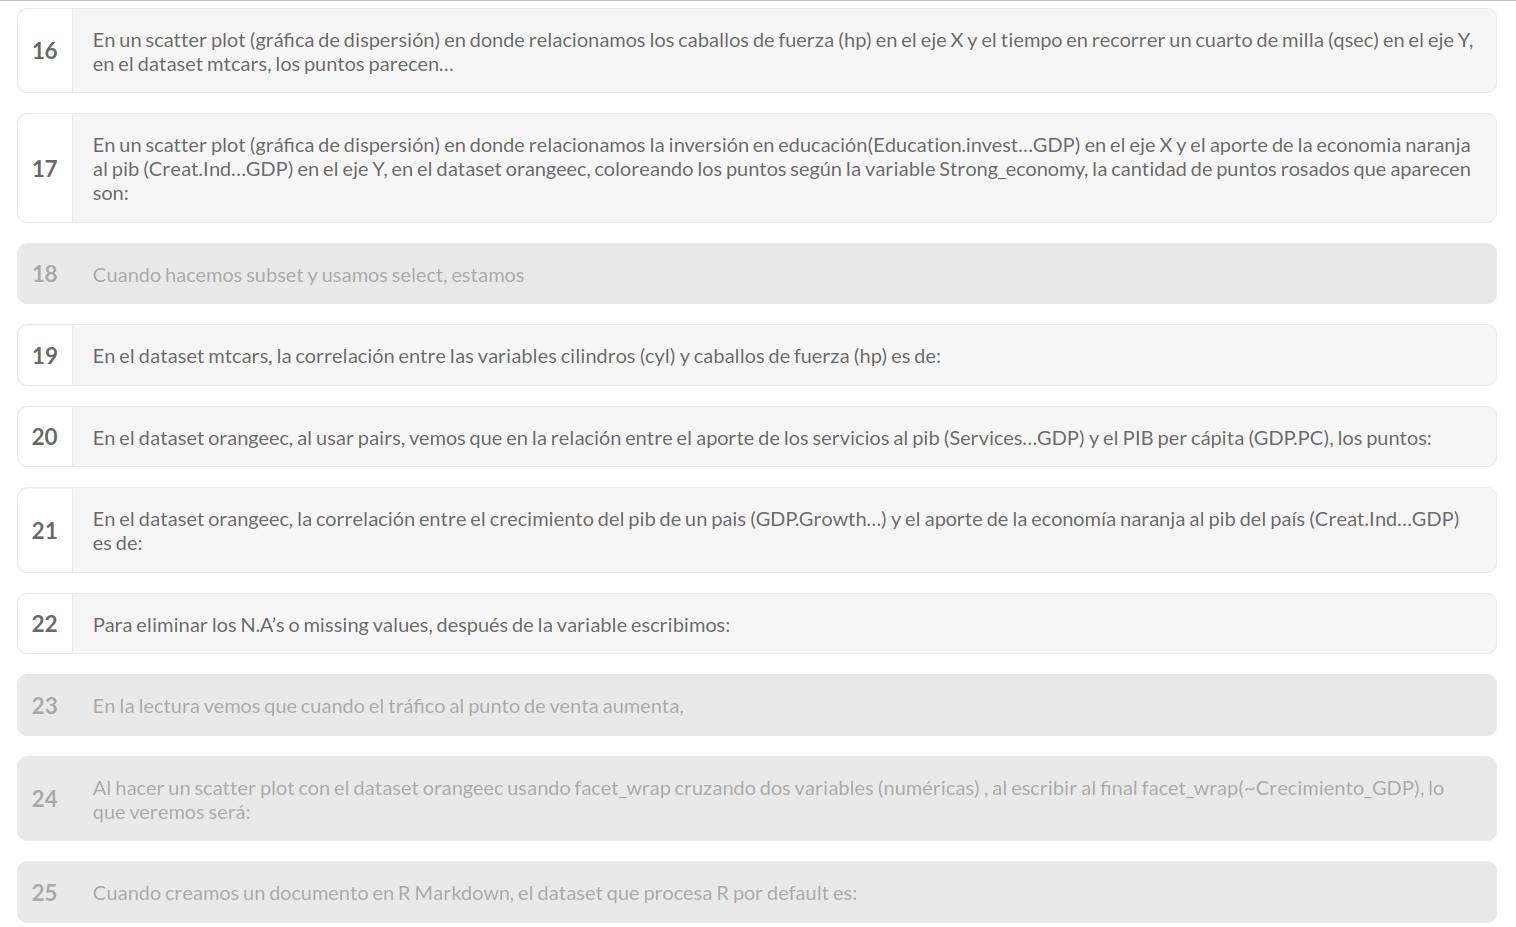 16
En un scatter plot (gráfica de dispersión) en donde relacionamos los caballos de fuerza (hp) en el eje X y el tiempo en recorrer un cuarto de milla (qsec) en el eje Y,
en el dataset mtcars, los puntos parecen...
17
En un scatter plot (gráfica de dispersión) en donde relacionamos la inversión en educación(Education.invest...GDP) en el eje X y el aporte de la economia naranja
al pib (Creat.Ind...GDP) en el eje Y, en el dataset orangeec, coloreando los puntos según la variable Strong_economy, la cantidad de puntos rosados que aparecen
son:
18
Cuando hacemos subset y usamos select, estamos
19
En el dataset mtcars, la correlación entre las variables cilindros (cyl) y caballos de fuerza (hp) es de:
20
En el dataset orangeec, al usar pairs, vemos que en la relación entre el aporte de los servicios al pib (Services...GDP) y el PIB per cápita (GDP.PC), los puntos:
21
En el dataset orangeec, la correlación entre el crecimiento del pib de un pais (GDP.Growth...) y el aporte de la economía naranja al pib del país (Creat.Ind...GDP)
es de:
22
Para eliminar los N.A's o missing values, después de la variable escribimos:
23
En la lectura vemos que cuando el tráfico al punto de venta aumenta,
24
Al hacer un scatter plot con el dataset orangeec usando facet_wrap cruzando dos variables (numéricas) , al escribir al final facet_wrap(~Crecimiento_GDP), lo
que veremos será:
25
Cuando creamos un documento en R Markdown, el dataset que procesa R por default es: